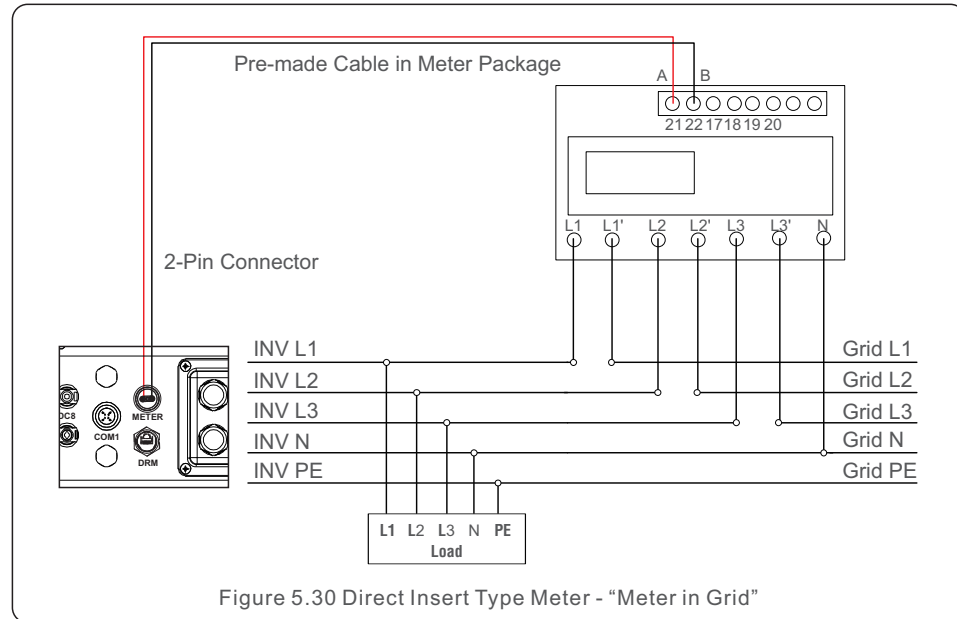 Pre-made Cable in Meter Package
A B
21 22 17 18 19 20
L1 L1' L2 L2' L3 L3' N
2-Pin Connector
INV L1 Grid L1
INV L2 Grid L2
INV L3 Grid L3
INV N Grid N
INV PE Grid PE
DC8
COM1
METER
DRM
L1 L2 L3 N PE
Load
Figure 5.30 Direct Insert Type Meter - “Meter in Grid”